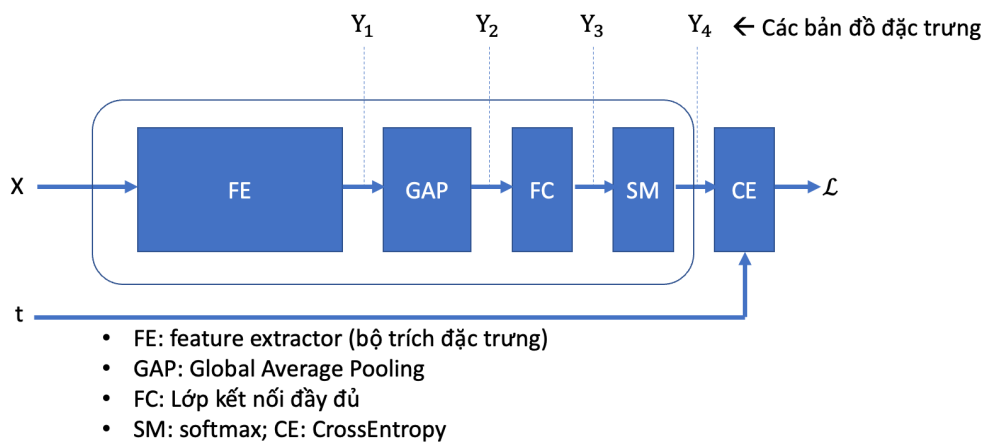 Y₁ Y₂ Y₃ Y₄ ← Các bản đồ đặc trưng
X FE GAP FC SM CE ℒ
t
• FE: feature extractor (bộ trích đặc trưng)
• GAP: Global Average Pooling
• FC: Lớp kết nối đầy đủ
• SM: softmax; CE: CrossEntropy